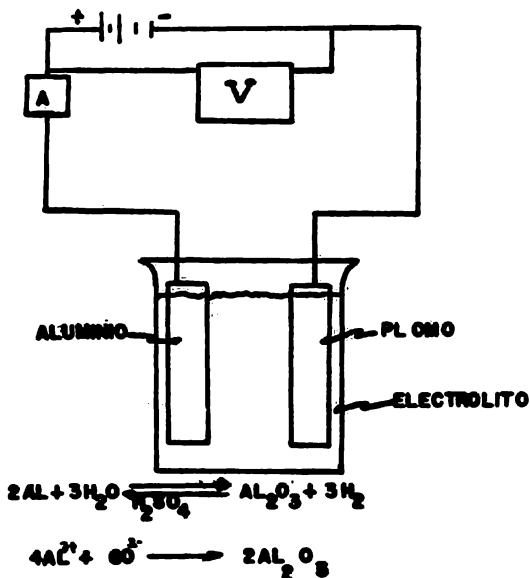 + -
A
V
ALUMINIO
PLOMO
ELECTROLITO
2AL + 3H₂O ⇌ AL₂O₃ + 3H₂
H₂SO₄
4AL³⁺ + 6O²⁻ → 2AL₂O₃